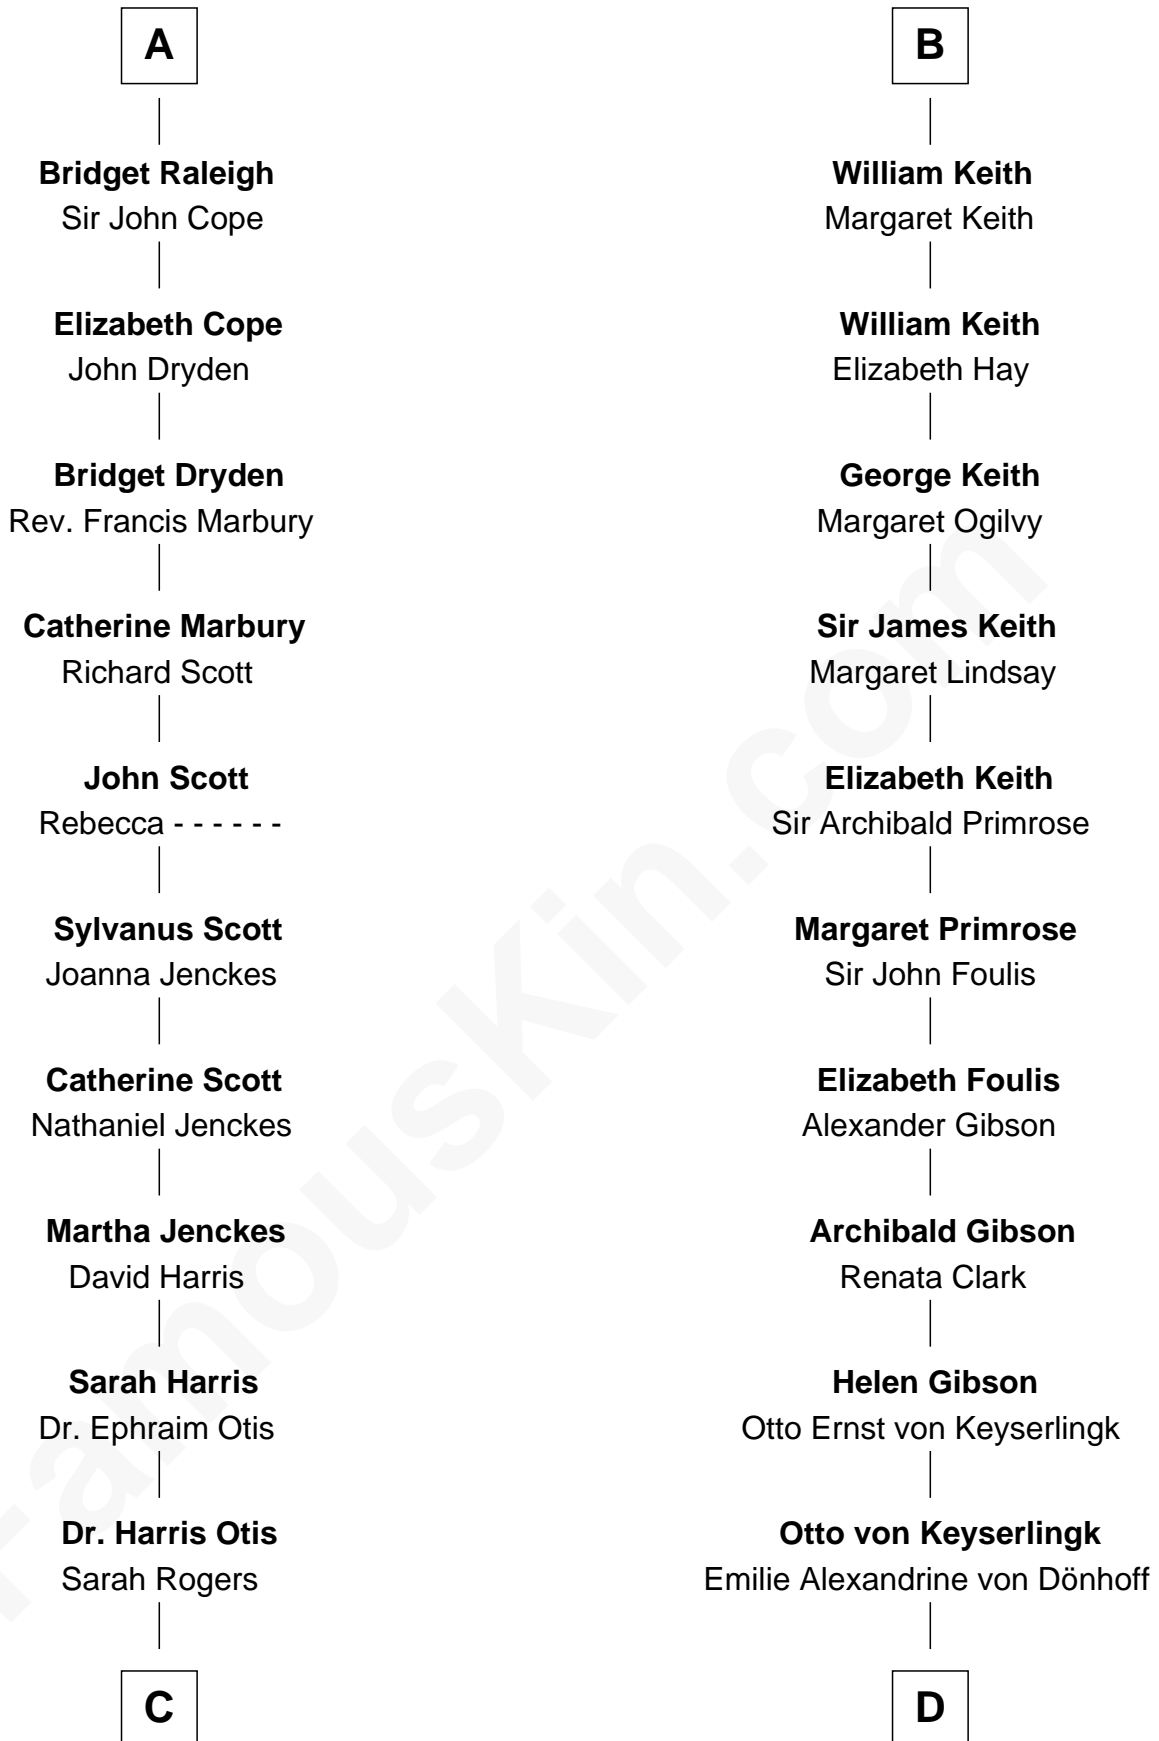 A
Bridget Raleigh
Sir John Cope
Elizabeth Cope
John Dryden
Bridget Dryden
Rev. Francis Marbury
Catherine Marbury
Richard Scott
John Scott
Rebecca - - - - - -
Sylvanus Scott
Joanna Jenckes
Catherine Scott
Nathaniel Jenckes
Martha Jenckes
David Harris
Sarah Harris
Dr. Ephraim Otis
Dr. Harris Otis
Sarah Rogers
C
B
William Keith
Margaret Keith
William Keith
Elizabeth Hay
George Keith
Margaret Ogilvy
Sir James Keith
Margaret Lindsay
Elizabeth Keith
Sir Archibald Primrose
Margaret Primrose
Sir John Foulis
Elizabeth Foulis
Alexander Gibson
Archibald Gibson
Renata Clark
Helen Gibson
Otto Ernst von Keyserlingk
Otto von Keyserlingk
Emilie Alexandrine von Dönhoff
D
FamousKin.com